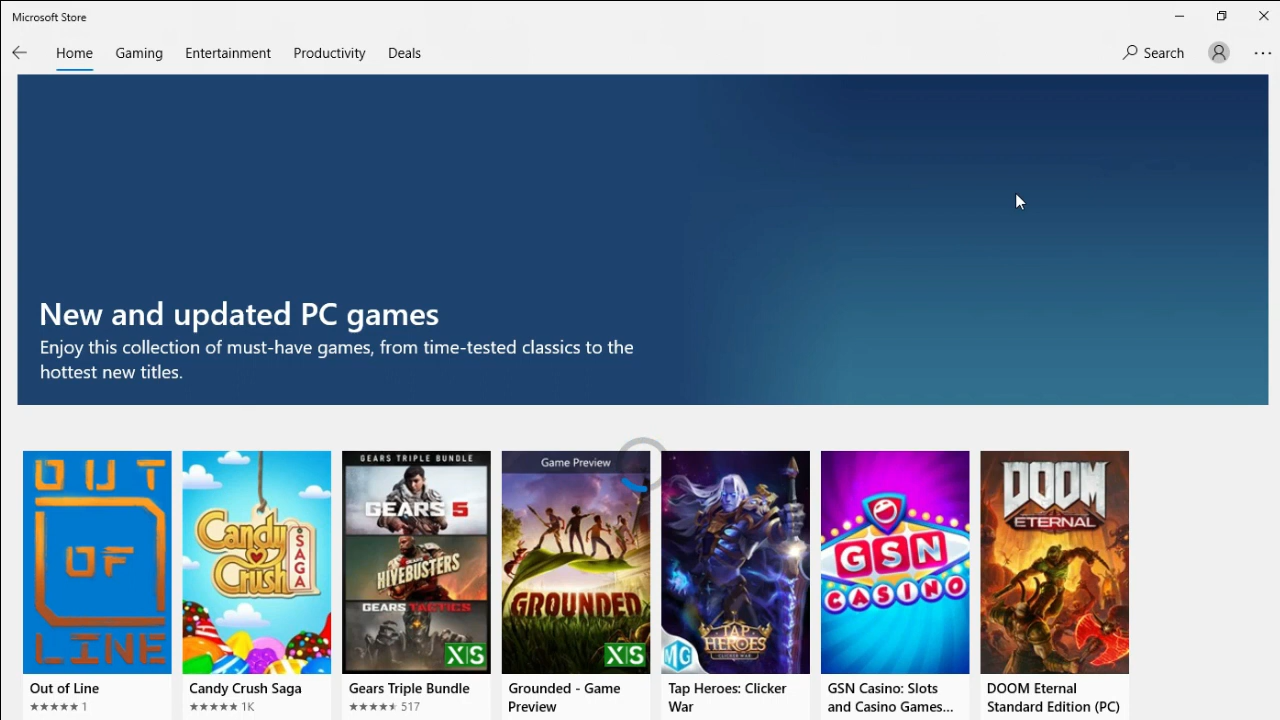 Microsoft Store
Home Gaming Entertainment Productivity Deals Search
New and updated PC games
Enjoy this collection of must-have games, from time-tested classics to the
hottest new titles.
OUT
OF
LINE
Candy
Crush
SAGA
GEARS TRIPLE BUNDLE
GEARS 5
HIVEBUSTERS
GEARS TACTICS
X|S
Game Preview
GROUNDED
X|S
TAP
HEROES
CLICKER WAR
MG
GSN
CASINO
DOOM
ETERNAL
Out of Line
1
Candy Crush Saga
1K
Gears Triple Bundle
517
Grounded - Game
Preview
Tap Heroes: Clicker
War
GSN Casino: Slots
and Casino Games...
DOOM Eternal
Standard Edition (PC)